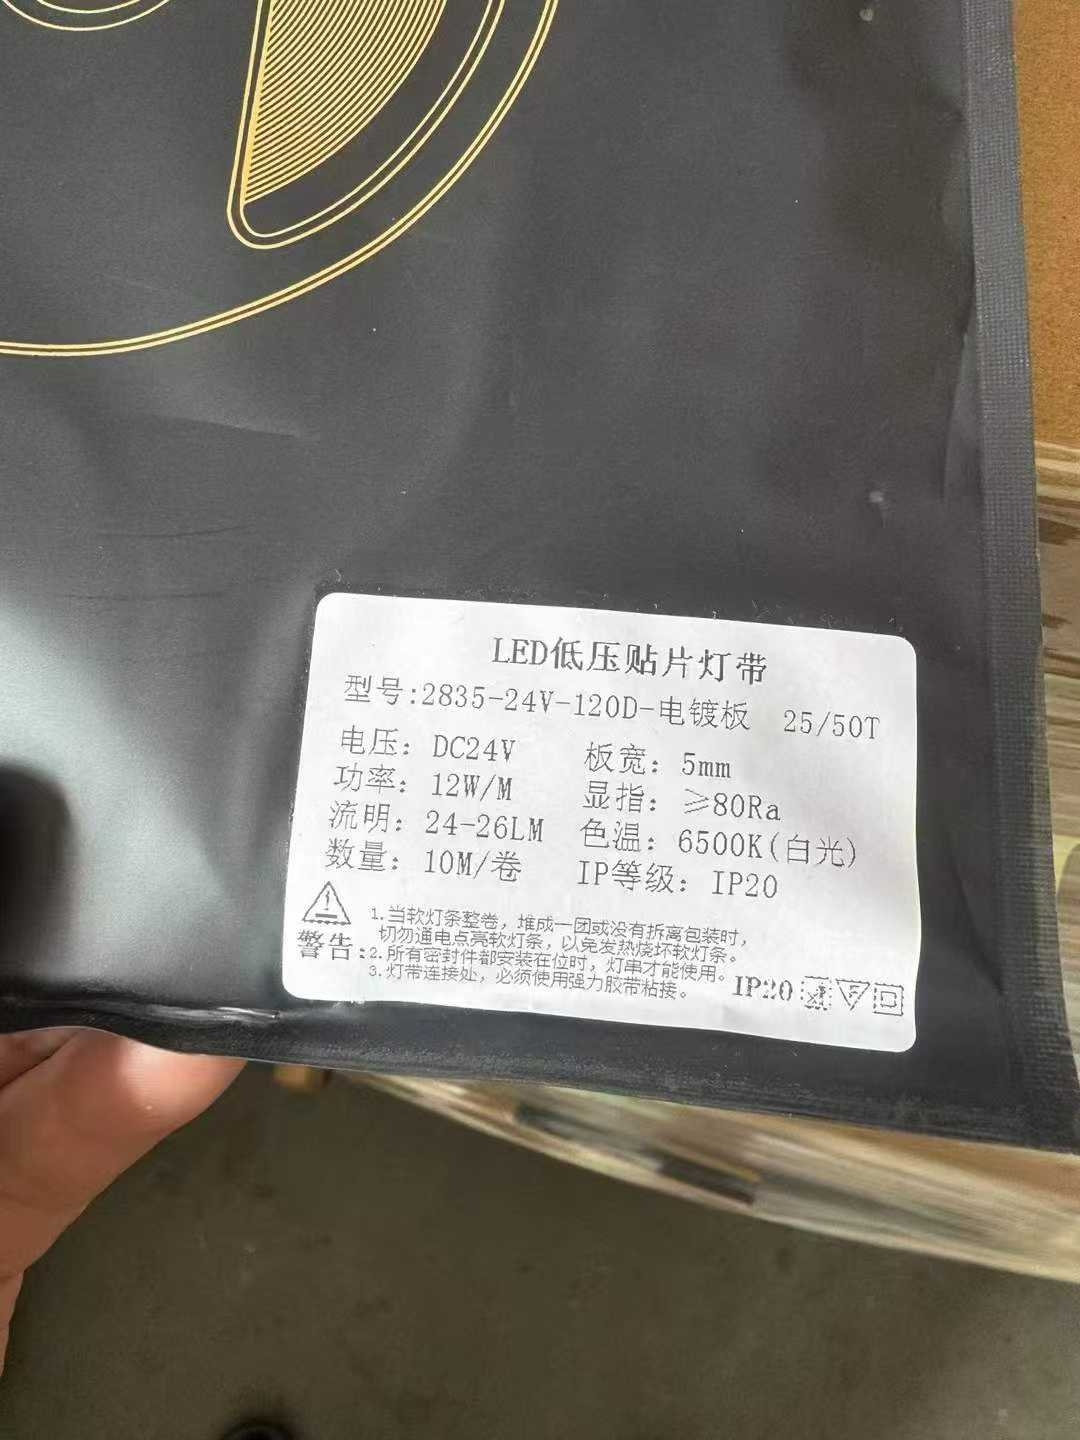 LED低压贴片灯带
型号:2835-24V-120D-电镀板 25/50T
电压: DC24V 板宽: 5mm
功率: 12W/M 显指: ≥80Ra
流明: 24-26LM 色温: 6500K(白光)
数量: 10M/卷 IP等级: IP20
警告:
1.当软灯条整卷，堆成一团或没有拆离包装时，
切勿通电点亮软灯条，以免发热烧坏软灯条。
2.所有密封件都安装在位时，灯串才能使用。
3.灯带连接处，必须使用强力胶带粘接。
IP20 F